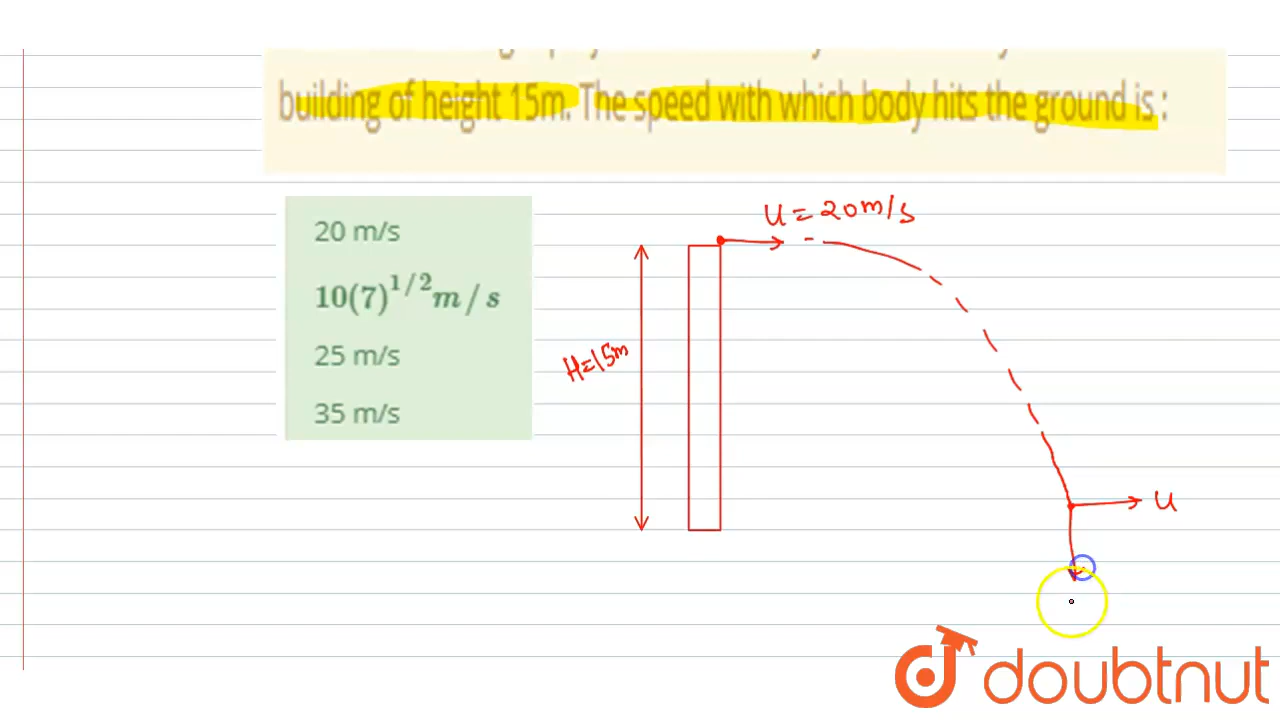 building of height 15m. The speed with which body hits the ground is :
20 m/s
10(7)^{1/2} m/s
25 m/s
35 m/s
u = 20m/s
H=15m
u
doubtnut